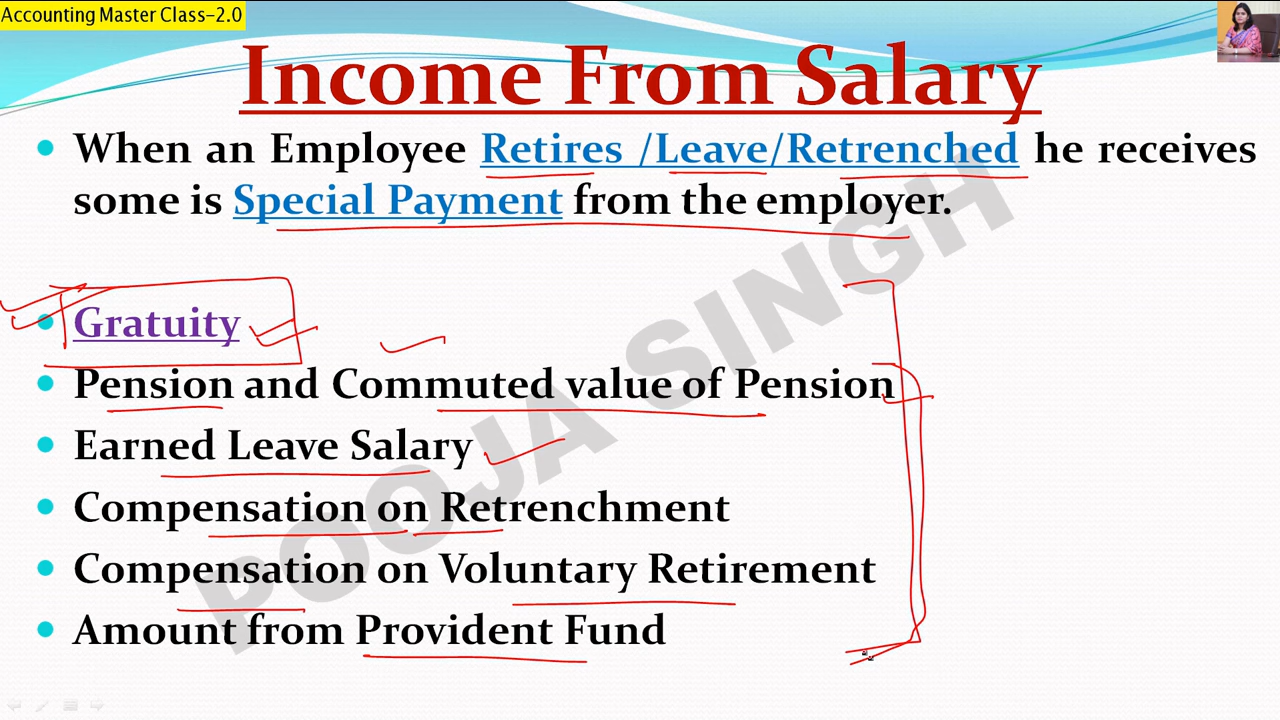 Accounting Master Class-2.0
Income From Salary
• When an Employee Retires /Leave/Retrenched he receives
some is Special Payment from the employer.
• Gratuity
• Pension and Commuted value of Pension
• Earned Leave Salary
• Compensation on Retrenchment
• Compensation on Voluntary Retirement
• Amount from Provident Fund
POOJA SINGH